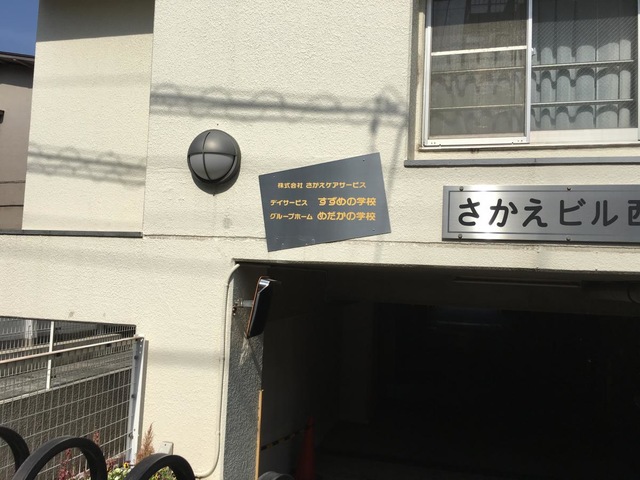 株式会社 さかえケアサービス
デイサービス すずめの学校
グループホーム めだかの学校
さかえビル西